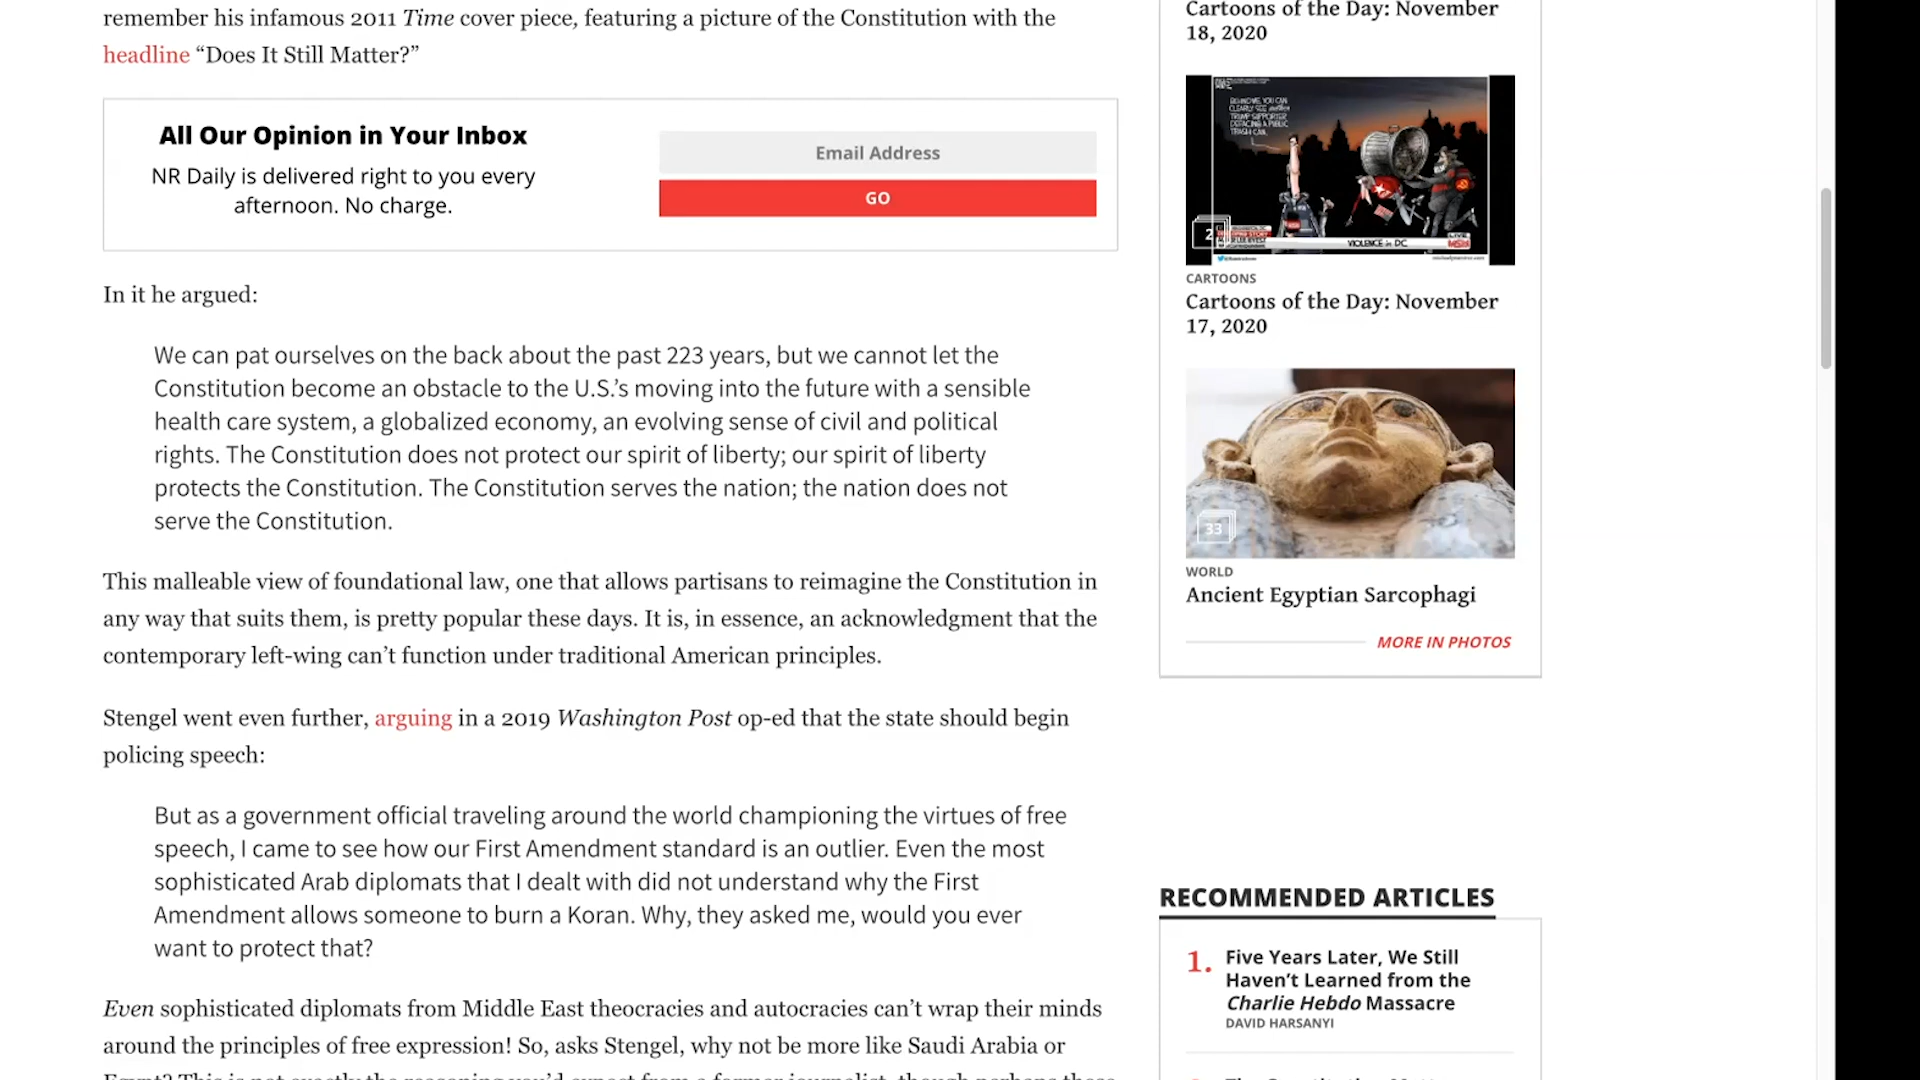 remember his infamous 2011 Time cover piece, featuring a picture of the Constitution with the
headline “Does It Still Matter?”
All Our Opinion in Your Inbox
NR Daily is delivered right to you every
afternoon. No charge.
Email Address
GO
In it he argued:
We can pat ourselves on the back about the past 223 years, but we cannot let the
Constitution become an obstacle to the U.S.’s moving into the future with a sensible
health care system, a globalized economy, an evolving sense of civil and political
rights. The Constitution does not protect our spirit of liberty; our spirit of liberty
protects the Constitution. The Constitution serves the nation; the nation does not
serve the Constitution.
This malleable view of foundational law, one that allows partisans to reimagine the Constitution in
any way that suits them, is pretty popular these days. It is, in essence, an acknowledgment that the
contemporary left-wing can’t function under traditional American principles.
Stengel went even further, arguing in a 2019 Washington Post op-ed that the state should begin
policing speech:
But as a government official traveling around the world championing the virtues of free
speech, I came to see how our First Amendment standard is an outlier. Even the most
sophisticated Arab diplomats that I dealt with did not understand why the First
Amendment allows someone to burn a Koran. Why, they asked me, would you ever
want to protect that?
Even sophisticated diplomats from Middle East theocracies and autocracies can’t wrap their minds
around the principles of free expression! So, asks Stengel, why not be more like Saudi Arabia or
Cartoons of the Day: November
18, 2020
BEHIND ME, YOU CAN
CLEARLY SEE another
TRUMP SUPPORTER
DEFACING A PUBLIC
TRASH CAN.
2
VIOLENCE in DC
LIVE
CARTOONS
Cartoons of the Day: November
17, 2020
33
WORLD
Ancient Egyptian Sarcophagi
MORE IN PHOTOS
RECOMMENDED ARTICLES
1.
Five Years Later, We Still
Haven’t Learned from the
Charlie Hebdo Massacre
DAVID HARSANYI